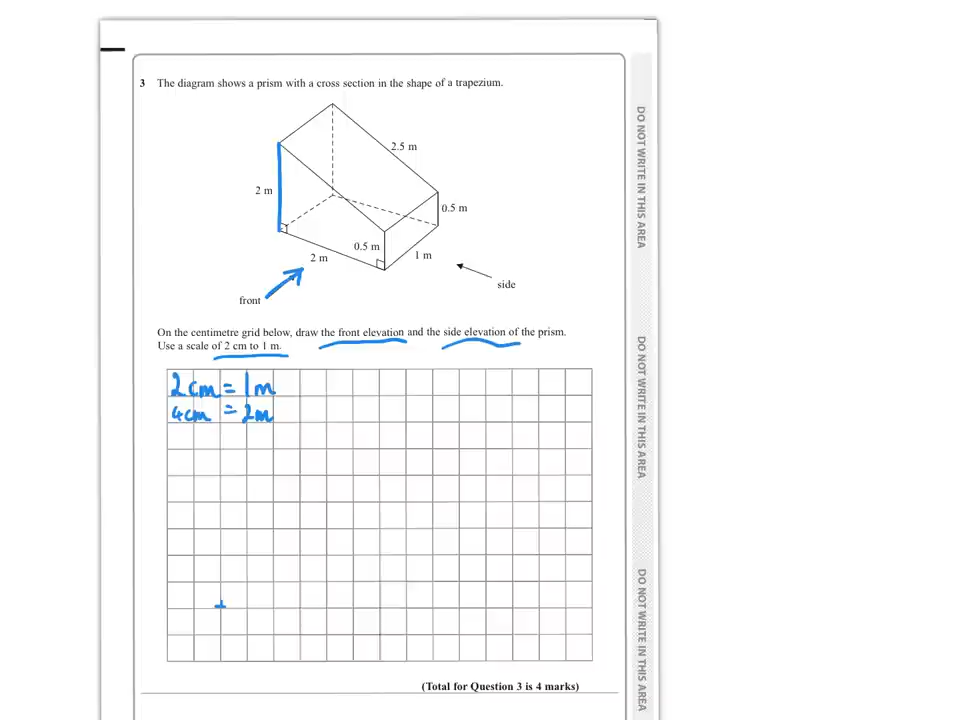 3 The diagram shows a prism with a cross section in the shape of a trapezium.
2.5 m
2 m
0.5 m
0.5 m
1 m
2 m
side
front
On the centimetre grid below, draw the front elevation and the side elevation of the prism.
Use a scale of 2 cm to 1 m.
2cm = 1m
4cm = 2m
(Total for Question 3 is 4 marks)
DO NOT WRITE IN THIS AREA
DO NOT WRITE IN THIS AREA
DO NOT WRITE IN THIS AREA